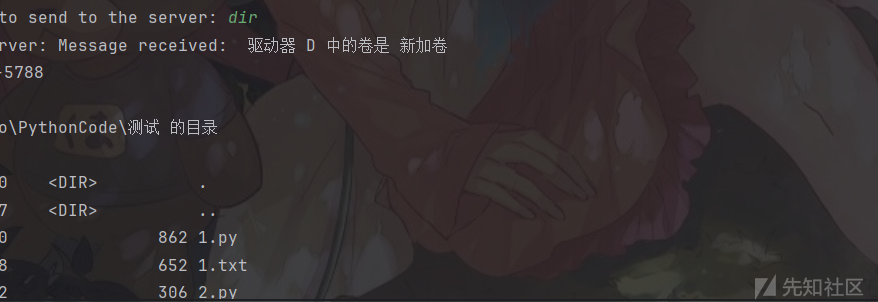 to send to the server: dir
rver: Message received:  驱动器 D 中的卷是 新加卷
-5788
o\PythonCode\测试 的目录
0    <DIR>          .
7    <DIR>          ..
0               862 1.py
8               652 1.txt
2               306 2.py
先知社区